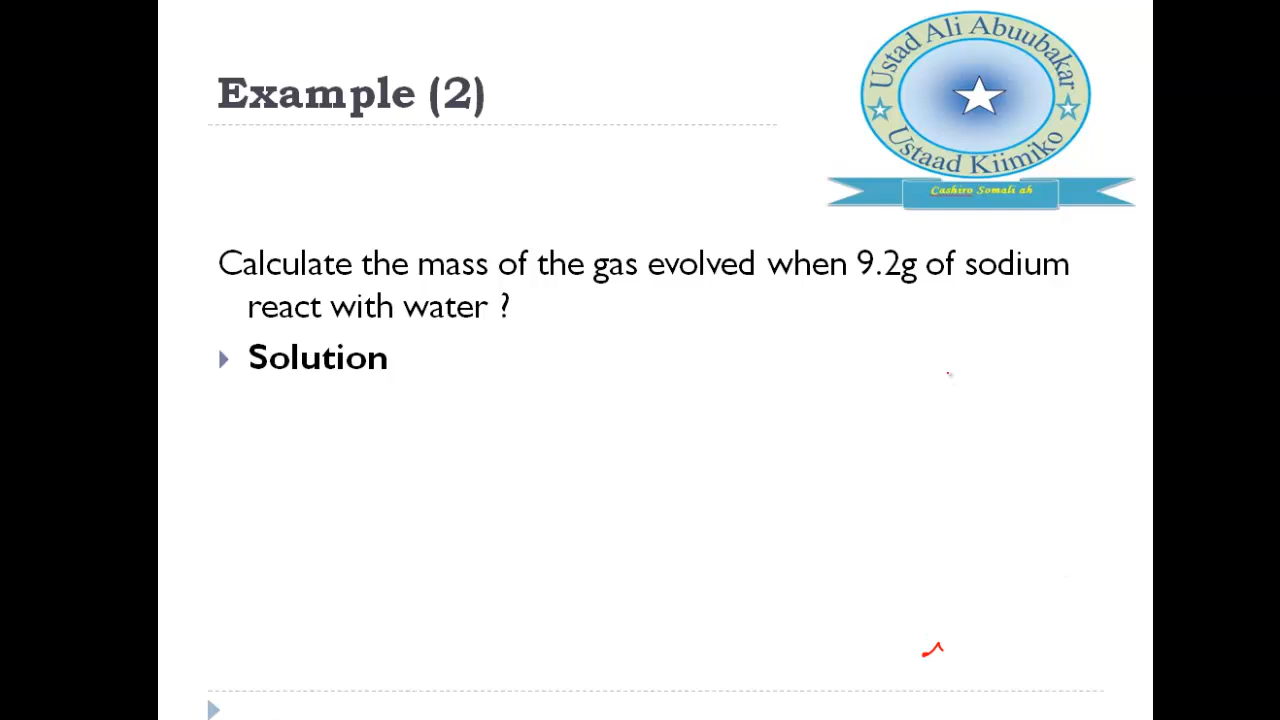 Example (2)
Ustad Ali Abuubakar
Ustaad Kiimiko
Cashiro Somali ah
Calculate the mass of the gas evolved when 9.2g of sodium
react with water ?
Solution